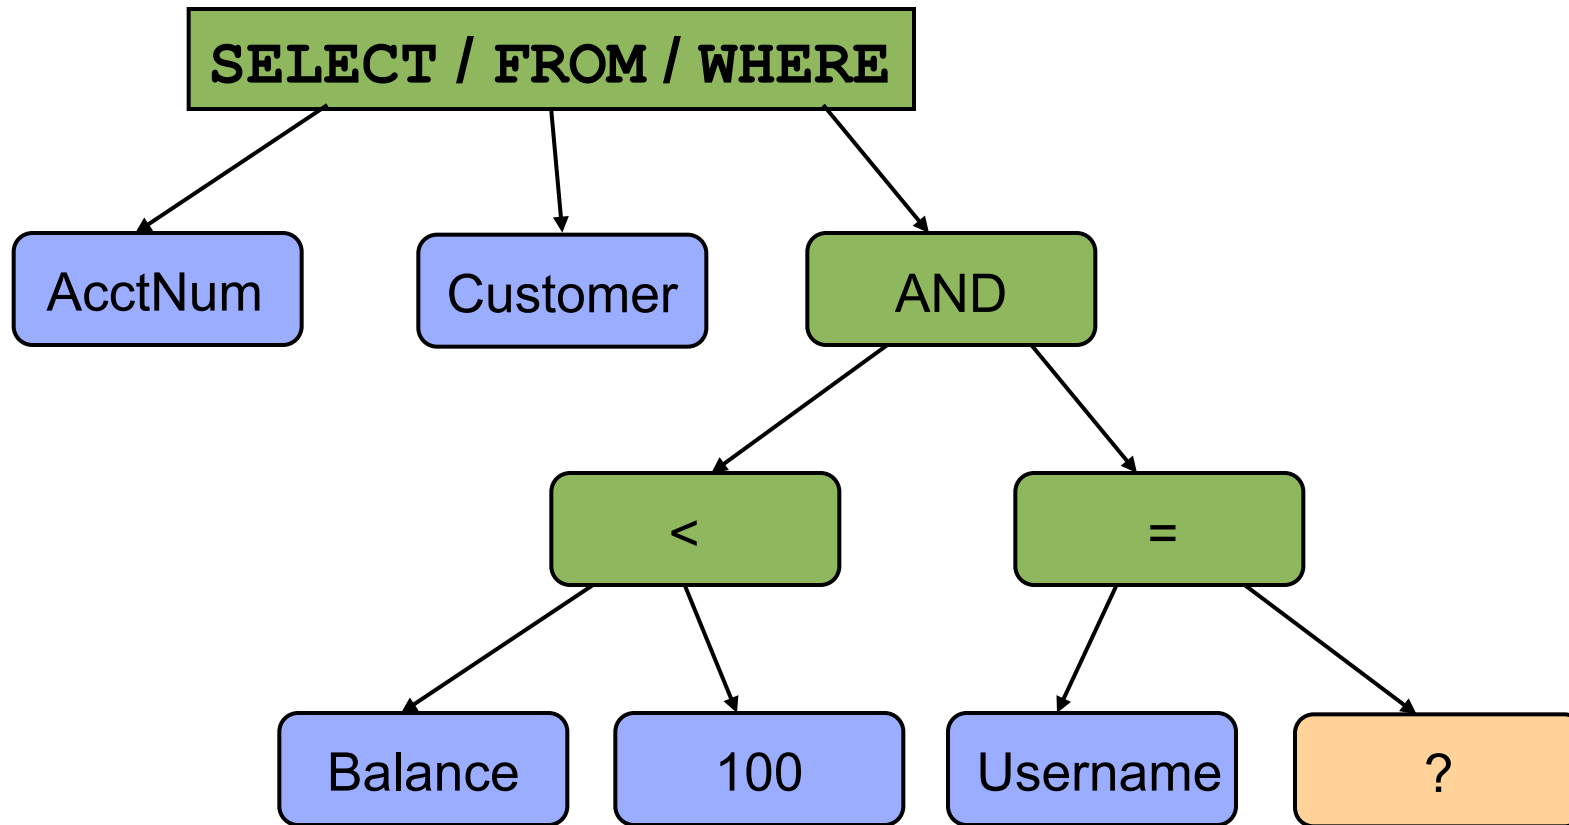 SELECT / FROM / WHERE
AcctNum
Customer
AND
<
=
Balance
100
Username
?